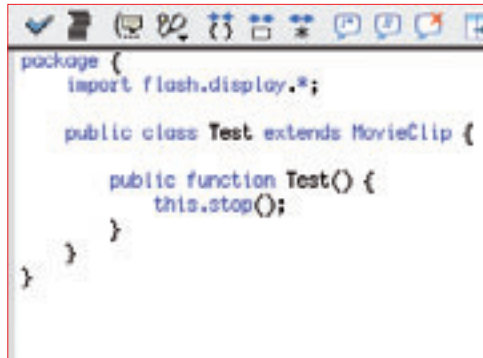 package {
import flash.display.*;
public class Test extends MovieClip {
public function Test() {
this.stop();
}
}
}